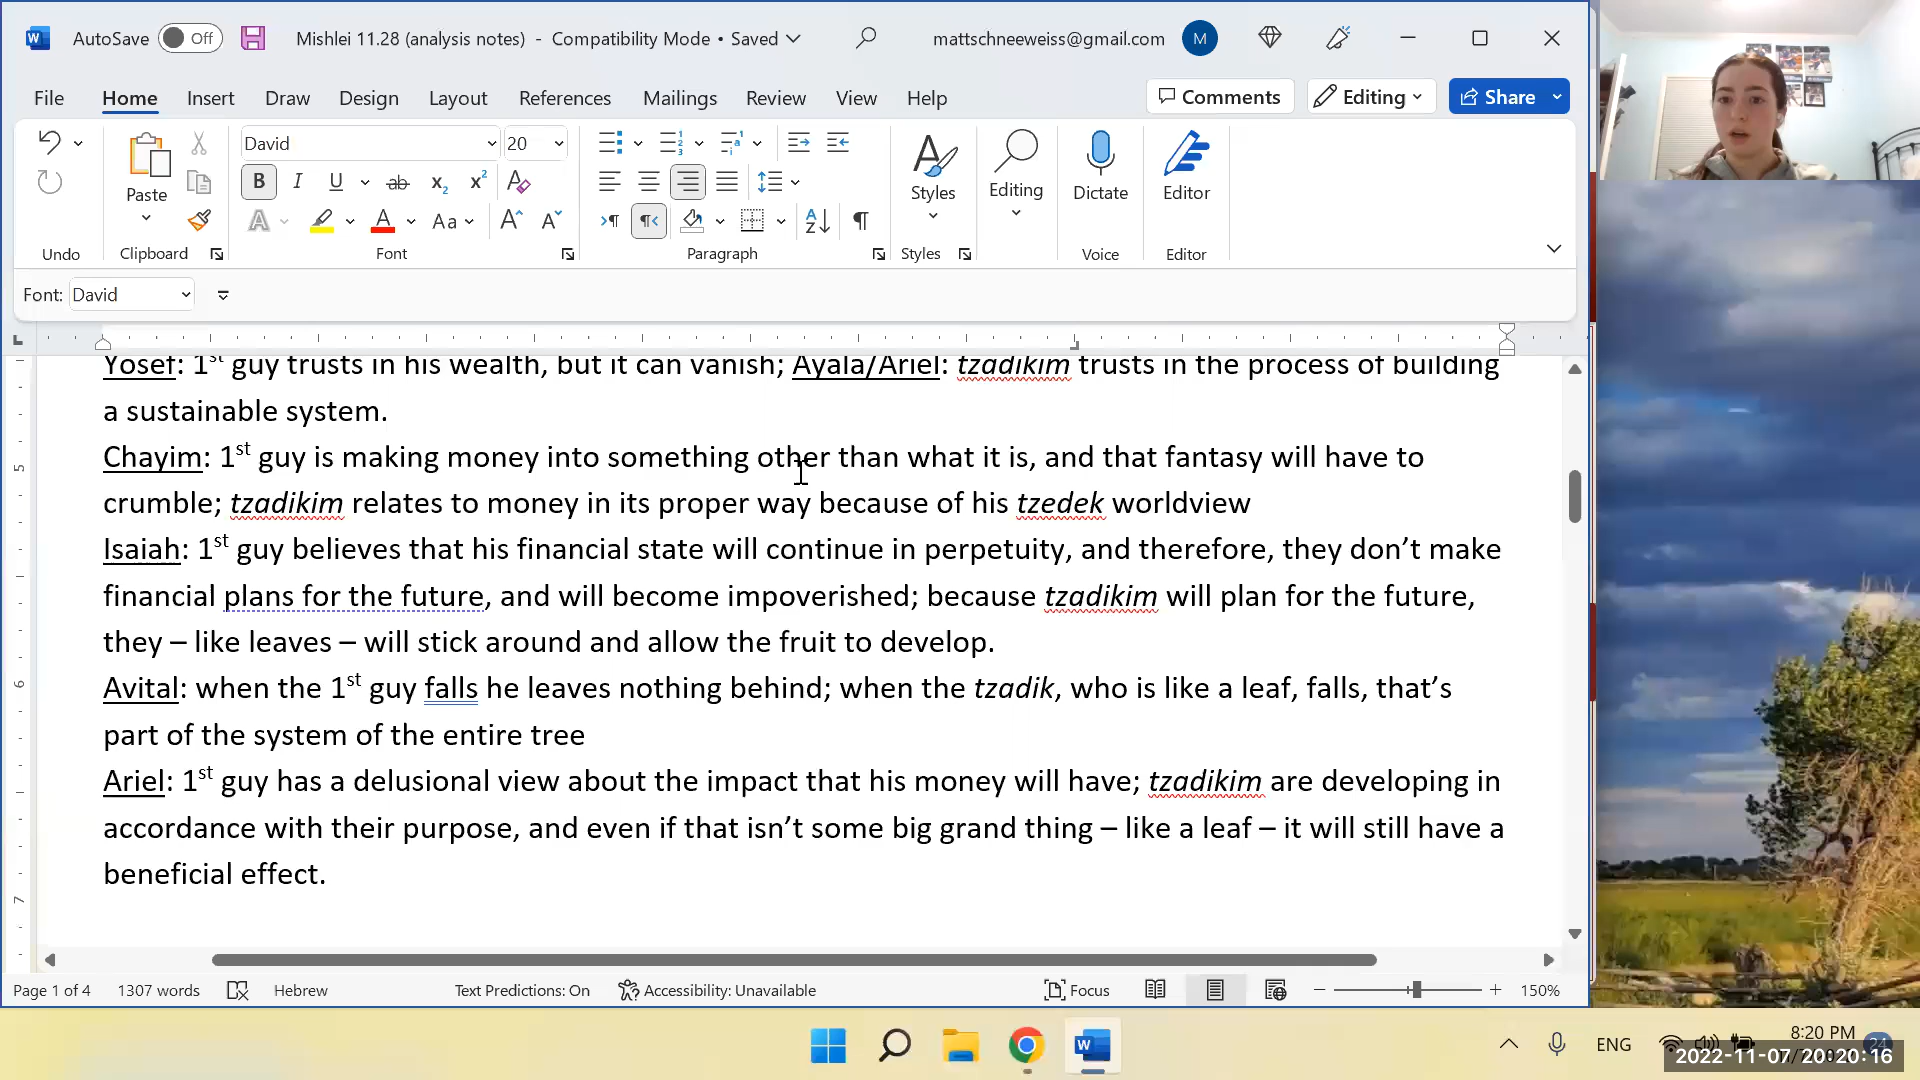 AutoSave Off Mishlei 11.28 (analysis notes) - Compatibility Mode • Saved mattschneeweiss@gmail.com M
File Home Insert Draw Design Layout References Mailings Review View Help Comments Editing Share
Paste David 20 Styles Editing Dictate Editor
B I U ab x2 x2 A
A A Aa A A
Undo Clipboard Font Paragraph Styles Voice Editor
Font: David
Yosef: 1st guy trusts in his wealth, but it can vanish; Ayala/Ariel: tzadikim trusts in the process of building
a sustainable system.
Chayim: 1st guy is making money into something other than what it is, and that fantasy will have to
crumble; tzadikim relates to money in its proper way because of his tzedek worldview
Isaiah: 1st guy believes that his financial state will continue in perpetuity, and therefore, they don’t make
financial plans for the future, and will become impoverished; because tzadikim will plan for the future,
they – like leaves – will stick around and allow the fruit to develop.
Avital: when the 1st guy falls he leaves nothing behind; when the tzadik, who is like a leaf, falls, that’s
part of the system of the entire tree
Ariel: 1st guy has a delusional view about the impact that his money will have; tzadikim are developing in
accordance with their purpose, and even if that isn’t some big grand thing – like a leaf – it will still have a
beneficial effect.
5
6
7
Page 1 of 4 1307 words Hebrew Text Predictions: On Accessibility: Unavailable Focus 150%
ENG 8:20 PM 24
2022-11-07 20:20:16